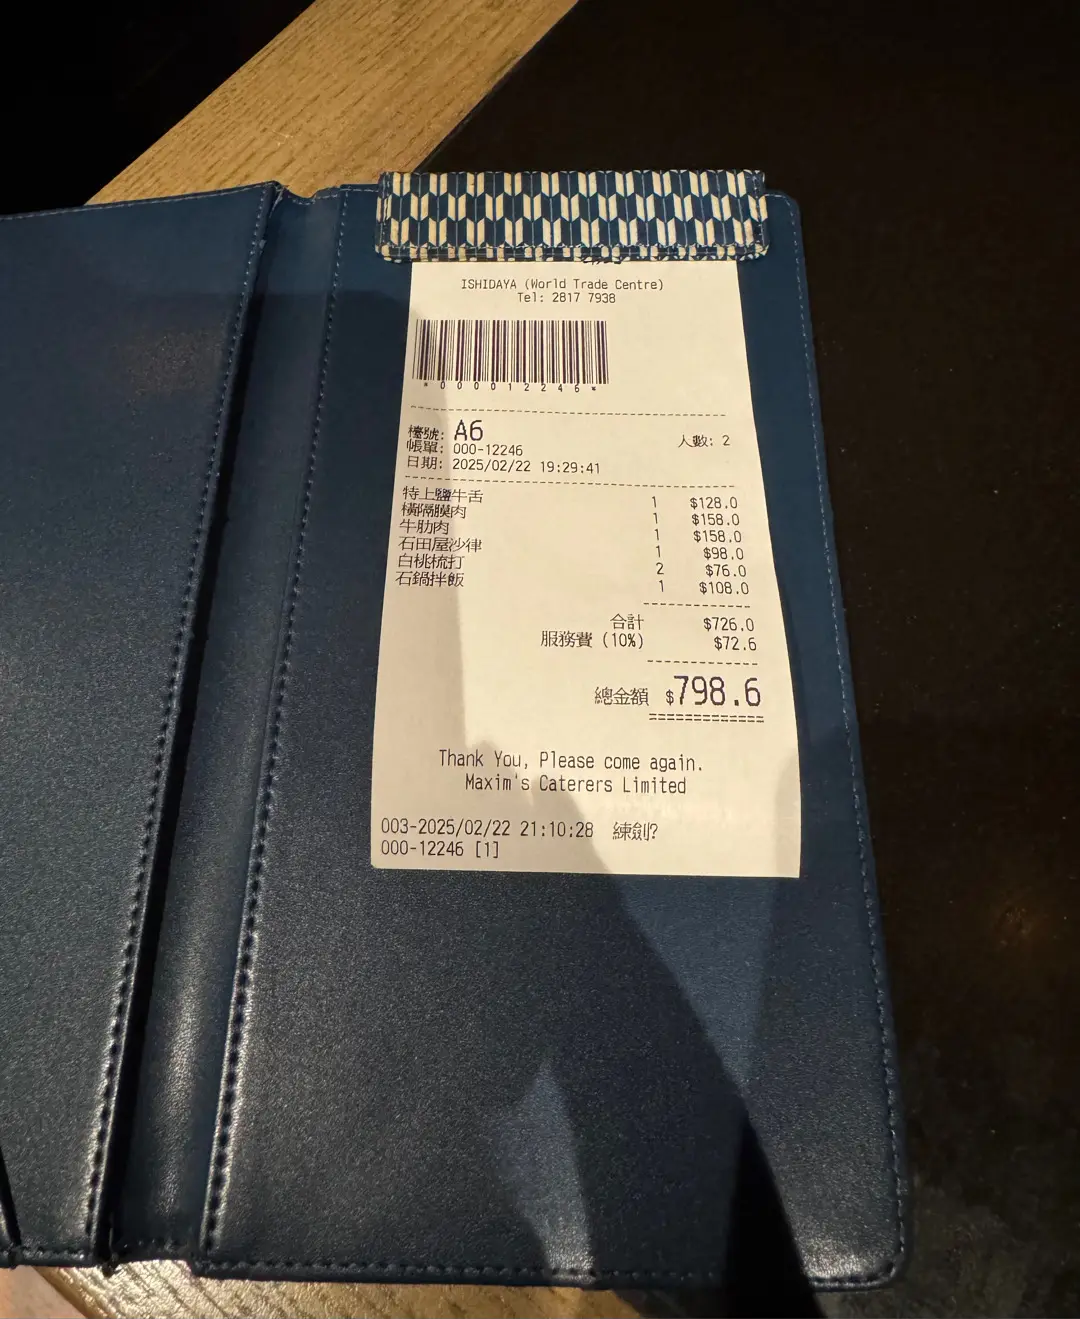 ISHIDAYA (World Trade Centre)
Tel: 2817 7938
*000012246*
檯號: A6 人數: 2
帳單: 000-12246
日期: 2025/02/22 19:29:41
特上鹽牛舌 1 $128.0
橫隔膜肉 1 $158.0
牛肋肉 1 $158.0
石田屋沙律 1 $98.0
白桃梳打 2 $76.0
石鍋拌飯 1 $108.0
合計 $726.0
服務費 (10%) $72.6
總金額 $798.6
Thank You, Please come again.
Maxim's Caterers Limited
003-2025/02/22 21:10:28 練劍?
000-12246 [1]